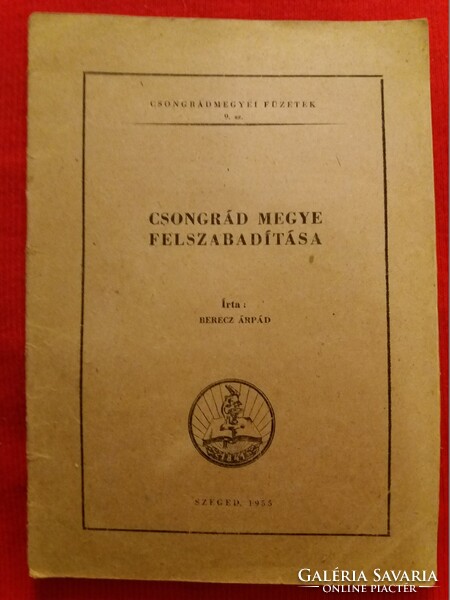 CSONGRÁDMEGYEI FÜZETEK
9. sz.
CSONGRÁD MEGYE
FELSZABADÍTÁSA
Írta:
BERECZ ÁRPÁD
SZEGED, 1955
GALÉRIA SAVARIA
ONLINE PIACTÉR